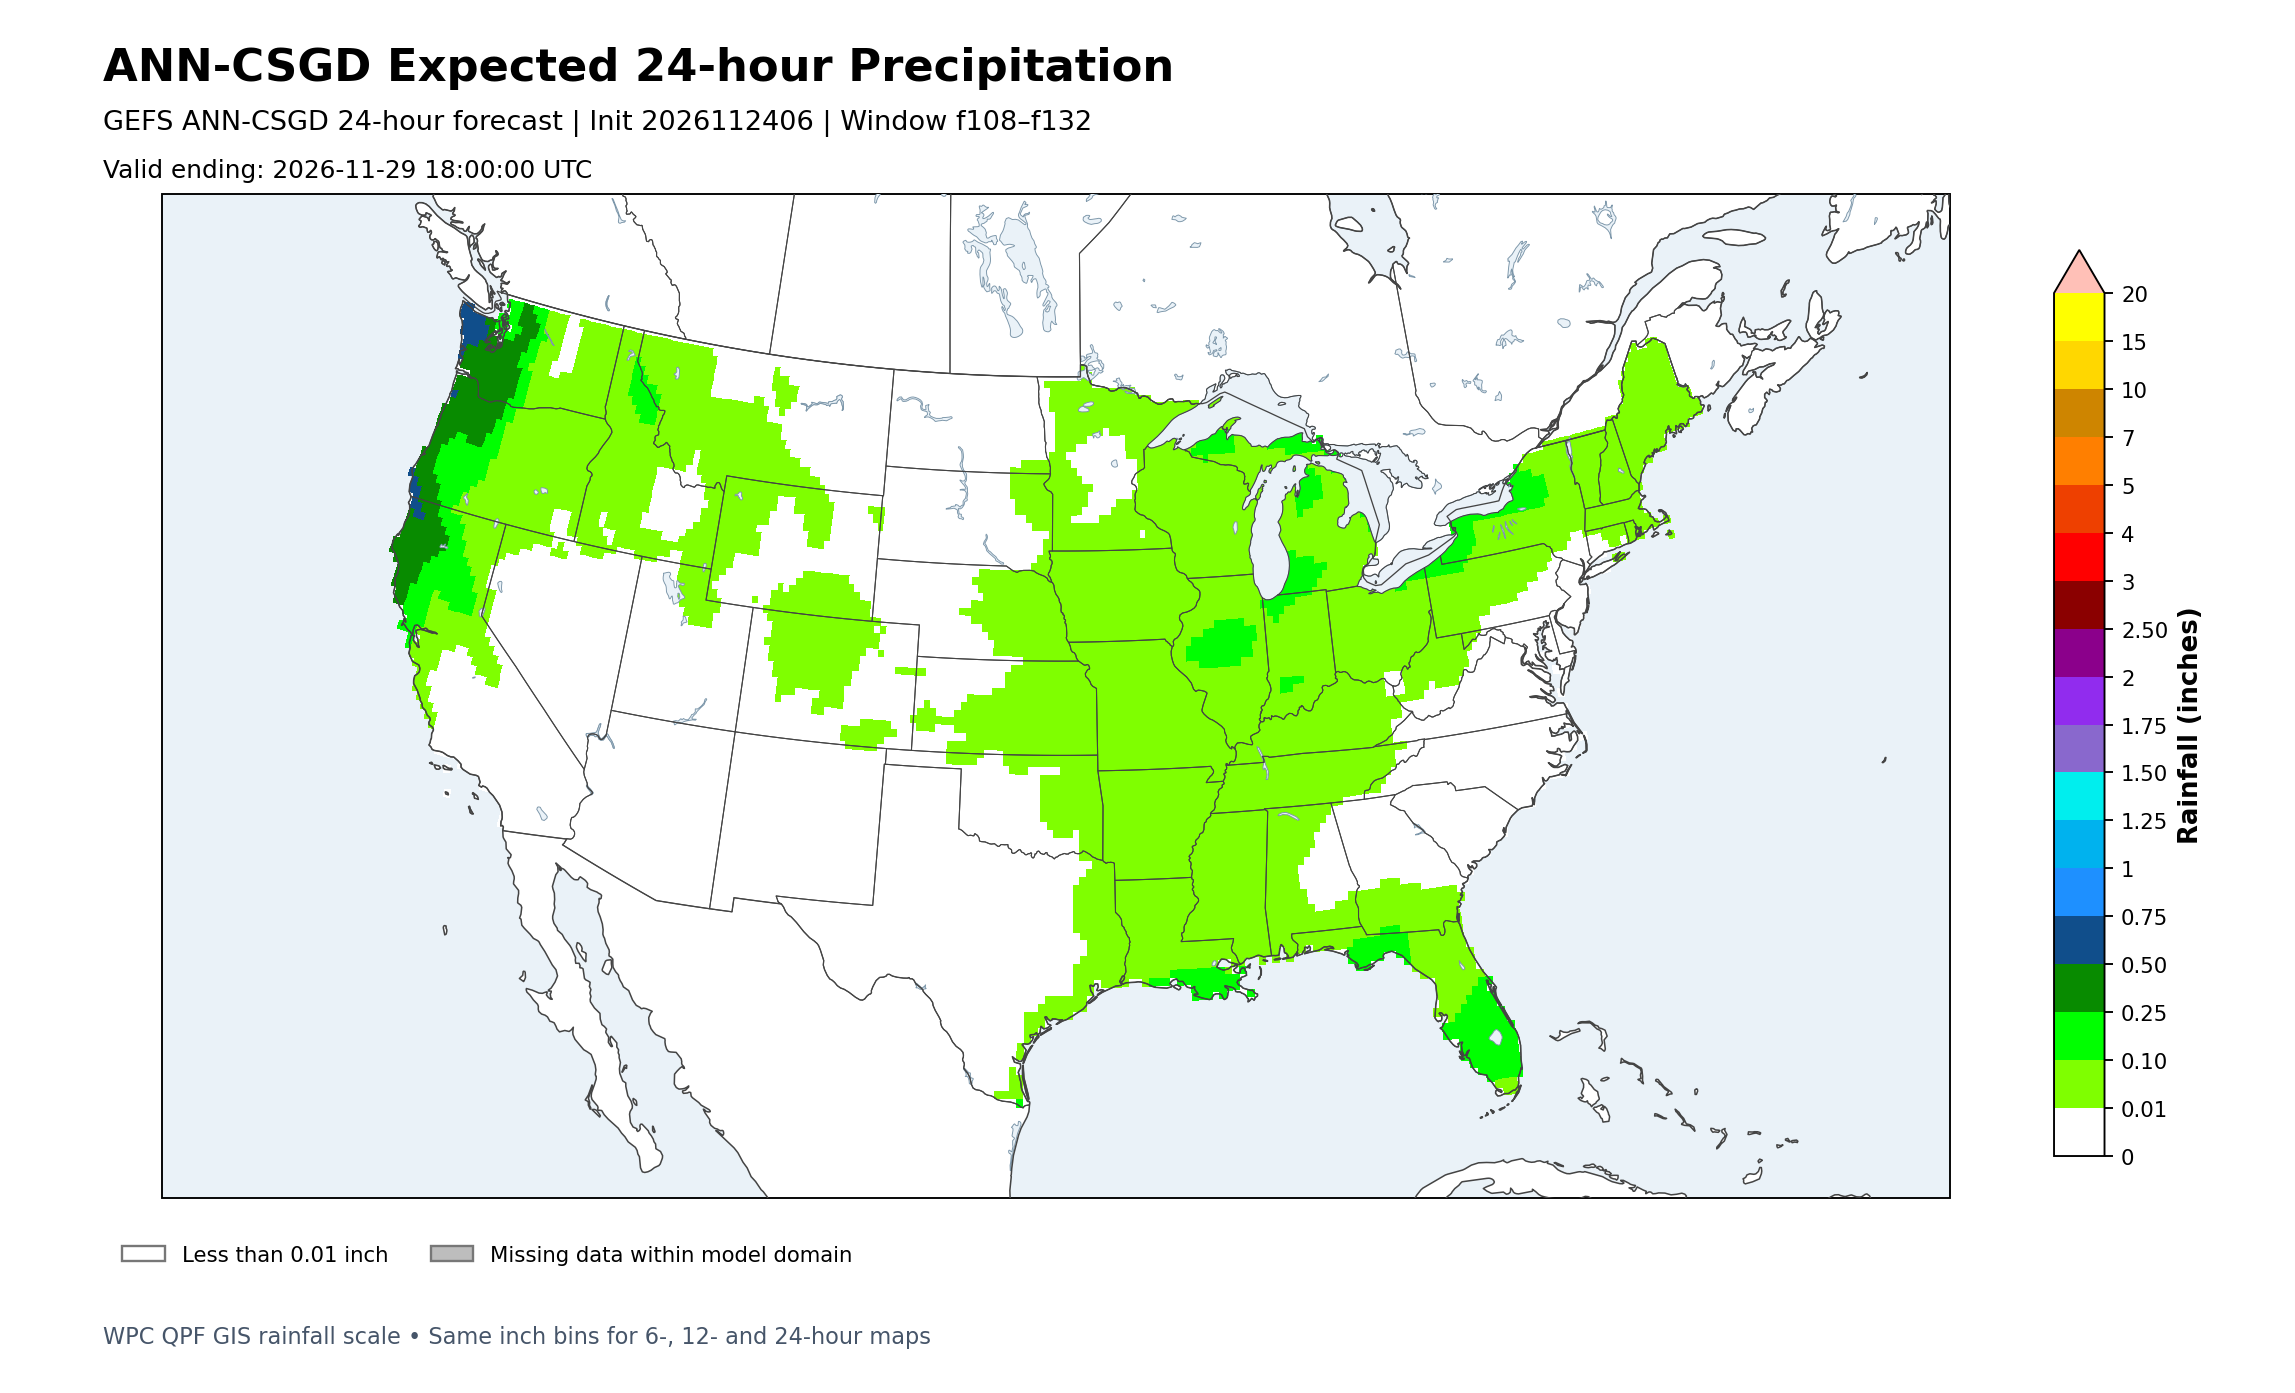 ANN-CSGD Expected 24-hour Precipitation
GEFS ANN-CSGD 24-hour forecast | Init 2026112406 | Window f108–f132
Valid ending: 2026-11-29 18:00:00 UTC
20
15
10
7
5
4
3
2.50
2
1.75
1.50
1.25
1
0.75
0.50
0.25
0.10
0.01
0
Rainfall (inches)
Less than 0.01 inch
Missing data within model domain
WPC QPF GIS rainfall scale • Same inch bins for 6-, 12- and 24-hour maps